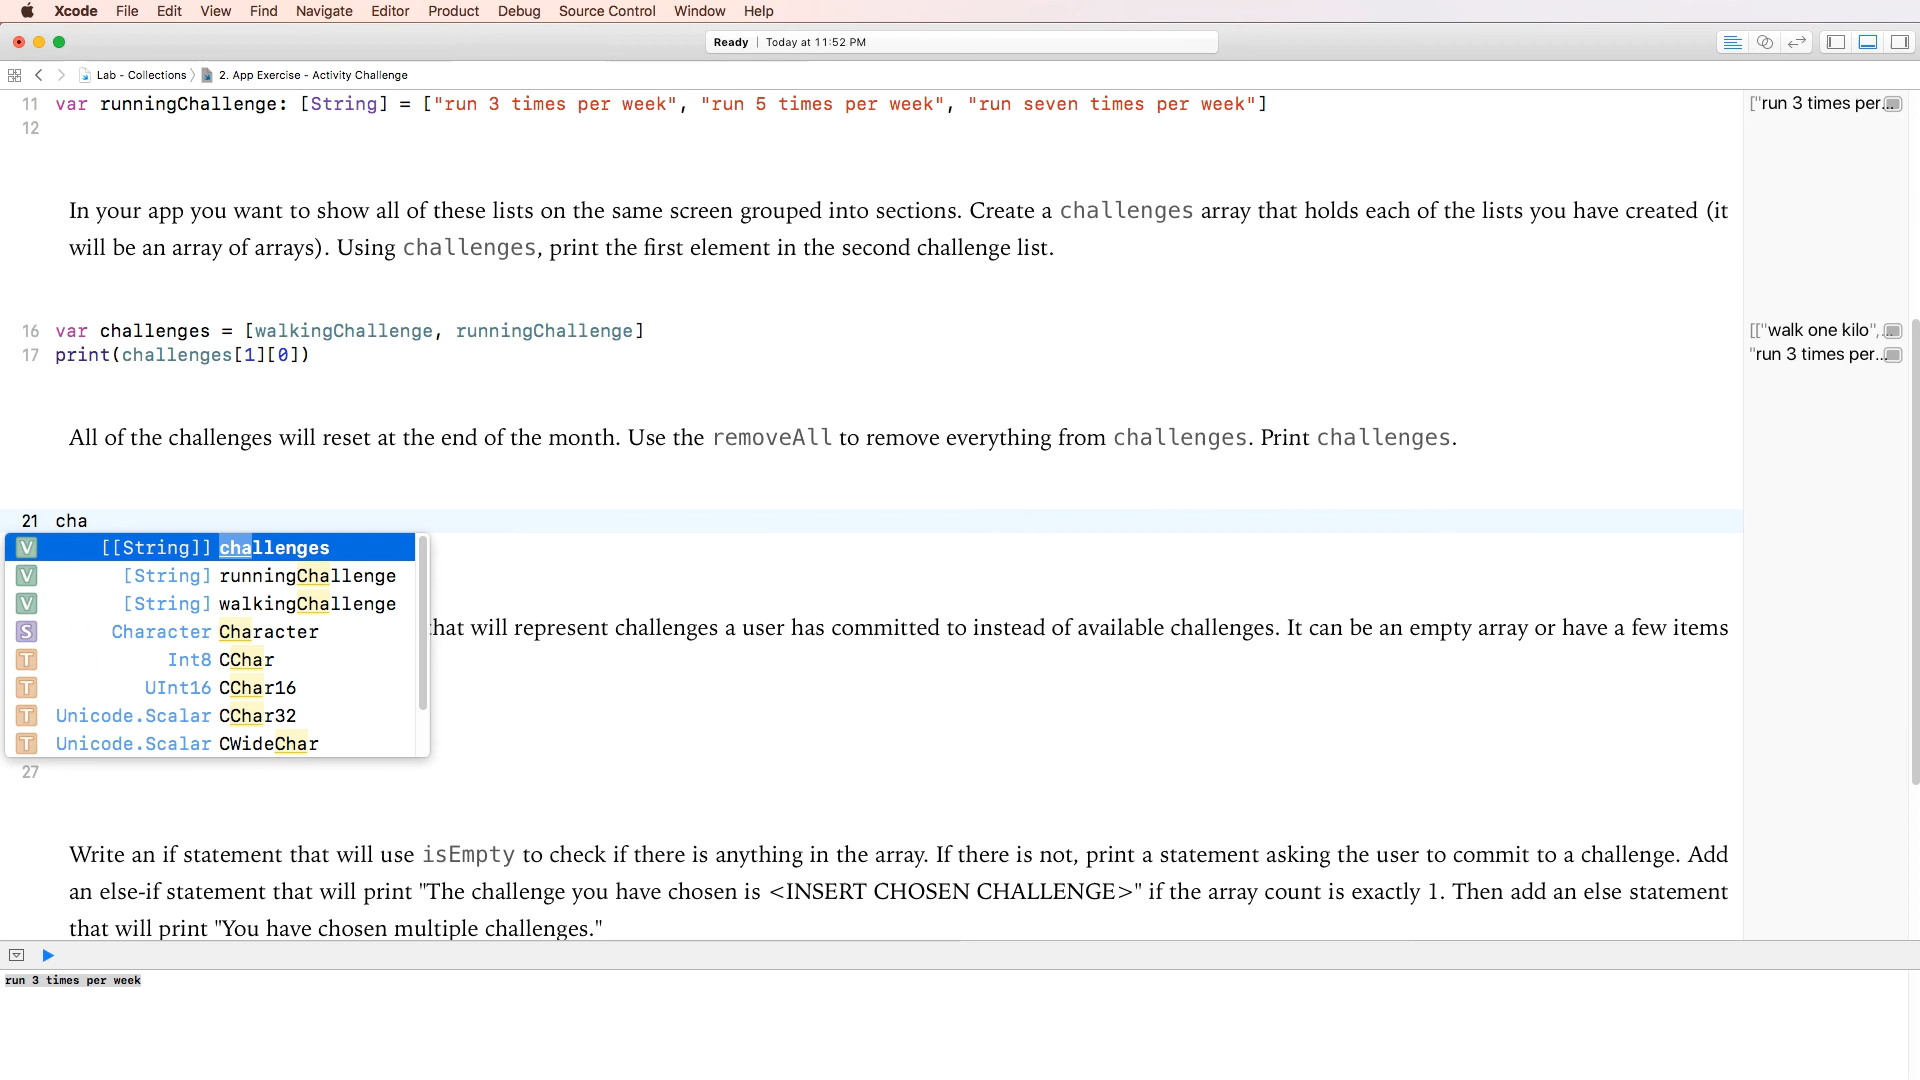 Xcode File Edit View Find Navigate Editor Product Debug Source Control Window Help
Ready | Today at 11:52 PM
Lab - Collections 2. App Exercise - Activity Challenge
11 var runningChallenge: [String] = ["run 3 times per week", "run 5 times per week", "run seven times per week"] ["run 3 times per...
12
In your app you want to show all of these lists on the same screen grouped into sections. Create a challenges array that holds each of the lists you have created (it
will be an array of arrays). Using challenges, print the first element in the second challenge list.
16 var challenges = [walkingChallenge, runningChallenge] [["walk one kilo",...
17 print(challenges[1][0]) "run 3 times per...
All of the challenges will reset at the end of the month. Use the removeAll to remove everything from challenges. Print challenges.
21 cha
V [[String]] challenges
V [String] runningChallenge
V [String] walkingChallenge
that will represent challenges a user has committed to instead of available challenges. It can be an empty array or have a few items
S Character Character
T Int8 CChar
T UInt16 CChar16
T Unicode.Scalar CChar32
T Unicode.Scalar CWideChar
27
Write an if statement that will use isEmpty to check if there is anything in the array. If there is not, print a statement asking the user to commit to a challenge. Add
an else-if statement that will print "The challenge you have chosen is <INSERT CHOSEN CHALLENGE>" if the array count is exactly 1. Then add an else statement
that will print "You have chosen multiple challenges."
run 3 times per week